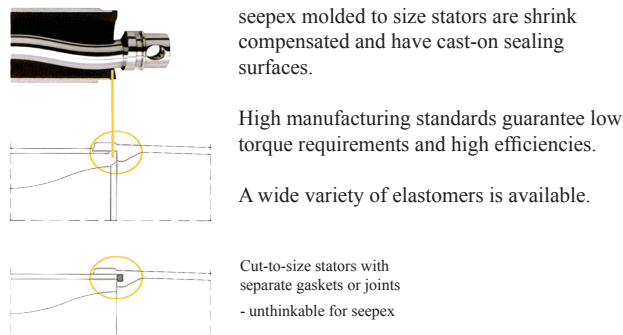 seepex molded to size stators are shrink
compensated and have cast-on sealing
surfaces.
High manufacturing standards guarantee low
torque requirements and high efficiencies.
A wide variety of elastomers is available.
Cut-to-size stators with
separate gaskets or joints
- unthinkable for seepex